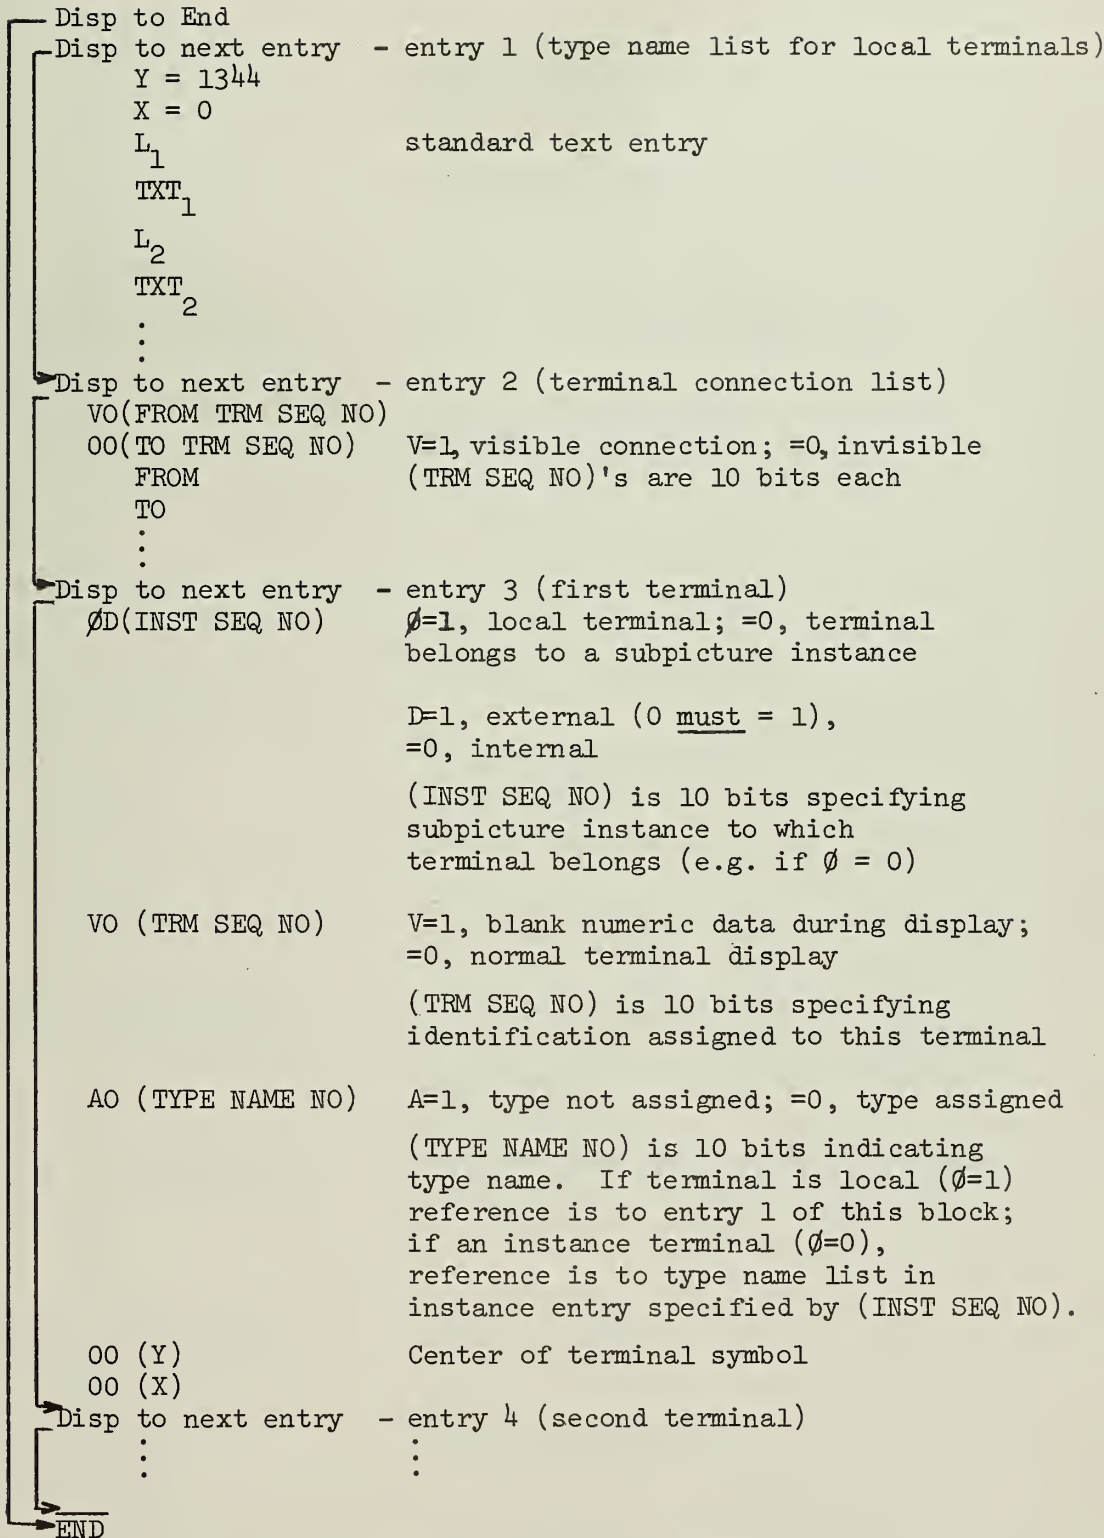 Disp to End
Disp to next entry - entry 1 (type name list for local terminals)
Y = 1344
X = 0
L1 standard text entry
TXT1
L2
TXT2
.
.
.
Disp to next entry - entry 2 (terminal connection list)
VO(FROM TRM SEQ NO)
OO(TO TRM SEQ NO) V=1, visible connection; =0, invisible
FROM (TRM SEQ NO)'s are 10 bits each
TO
.
.
.
Disp to next entry - entry 3 (first terminal)
ØD(INST SEQ NO) Ø=1, local terminal; =0, terminal
belongs to a subpicture instance
D=1, external (0 must = 1),
=0, internal
(INST SEQ NO) is 10 bits specifying
subpicture instance to which
terminal belongs (e.g. if Ø = 0)
VO (TRM SEQ NO) V=1, blank numeric data during display;
=0, normal terminal display
(TRM SEQ NO) is 10 bits specifying
identification assigned to this terminal
AO (TYPE NAME NO) A=1, type not assigned; =0, type assigned
(TYPE NAME NO) is 10 bits indicating
type name. If terminal is local (Ø=1)
reference is to entry 1 of this block;
if an instance terminal (Ø=0),
reference is to type name list in
instance entry specified by (INST SEQ NO).
OO (Y) Center of terminal symbol
OO (X)
Disp to next entry - entry 4 (second terminal)
. .
. .
. .
END